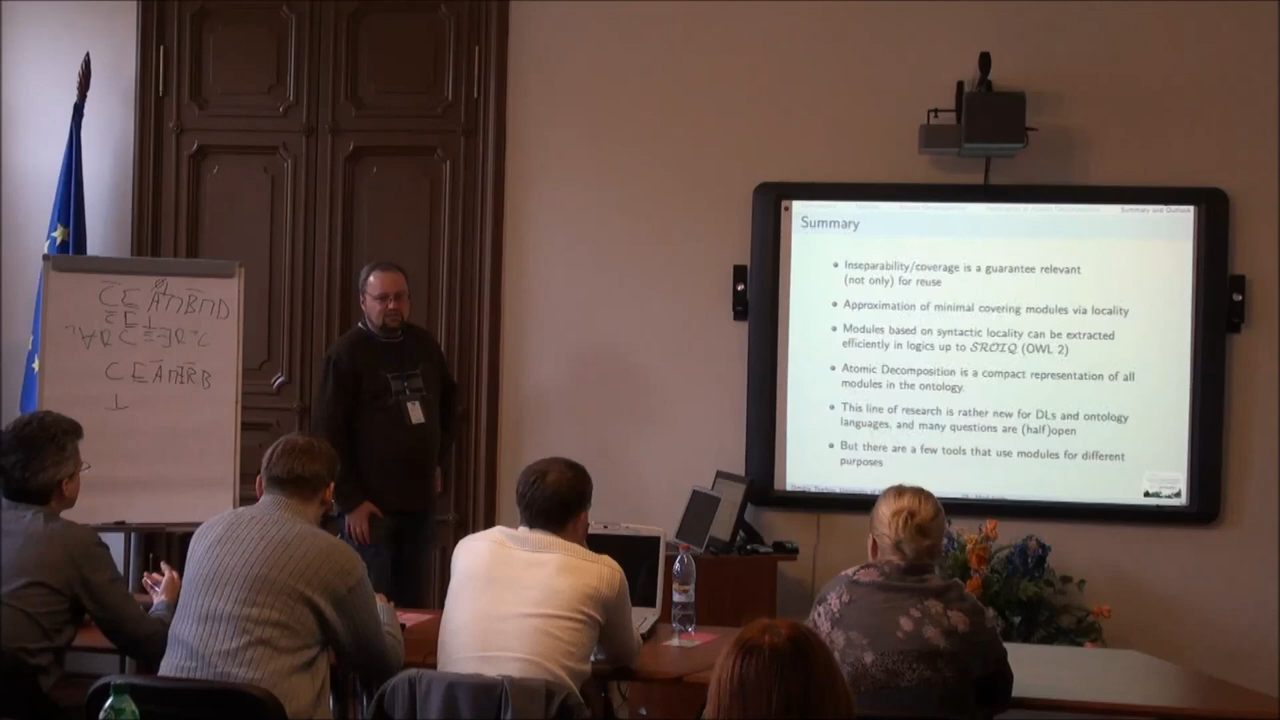 C̄ ⊑ Ā⊓B̄⊓D
C ⊑ A⊓∃R B
⊥
Summary and Outlook
Summary
• Inseparability/coverage is a guarantee relevant
(not only) for reuse
• Approximation of minimal covering modules via locality
• Modules based on syntactic locality can be extracted
efficiently in logics up to SROIQ (OWL 2)
• Atomic Decomposition is a compact representation of all
modules in the ontology.
• This line of research is rather new for DLs and ontology
languages, and many questions are (half)open
• But there are a few tools that use modules for different
purposes